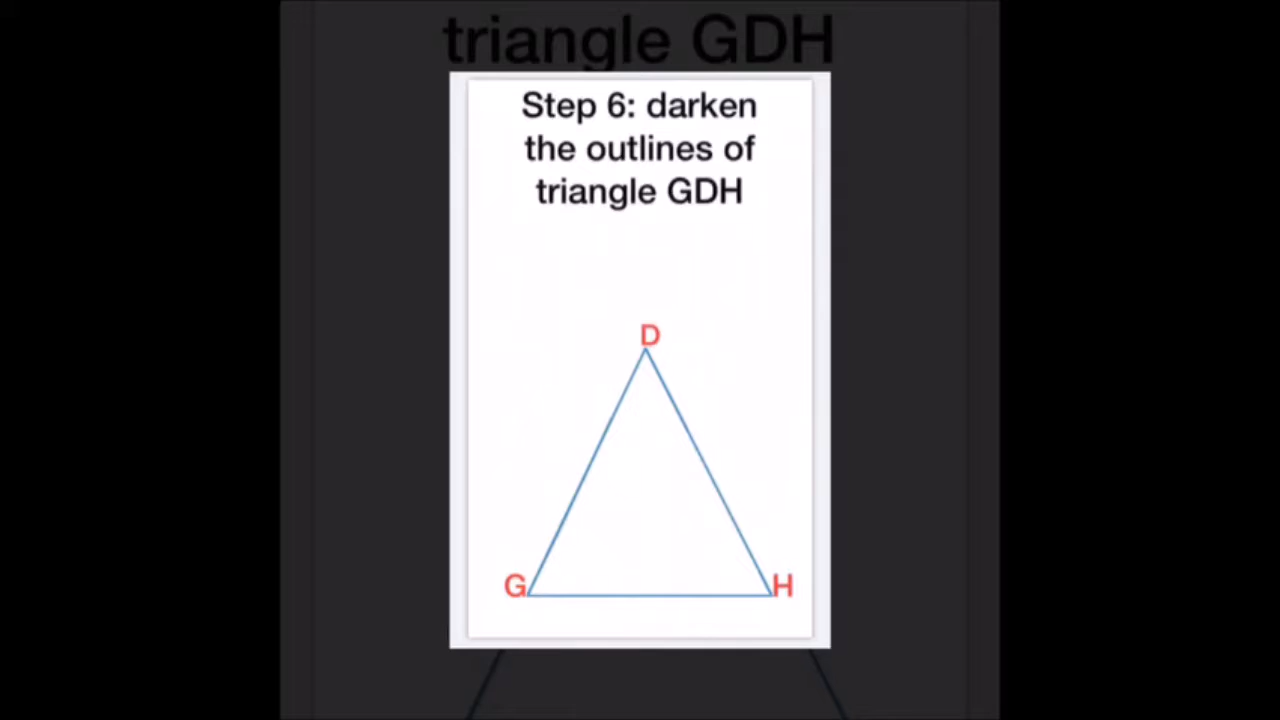 triangle GDH
Step 6: darken
the outlines of
triangle GDH
D
G
H